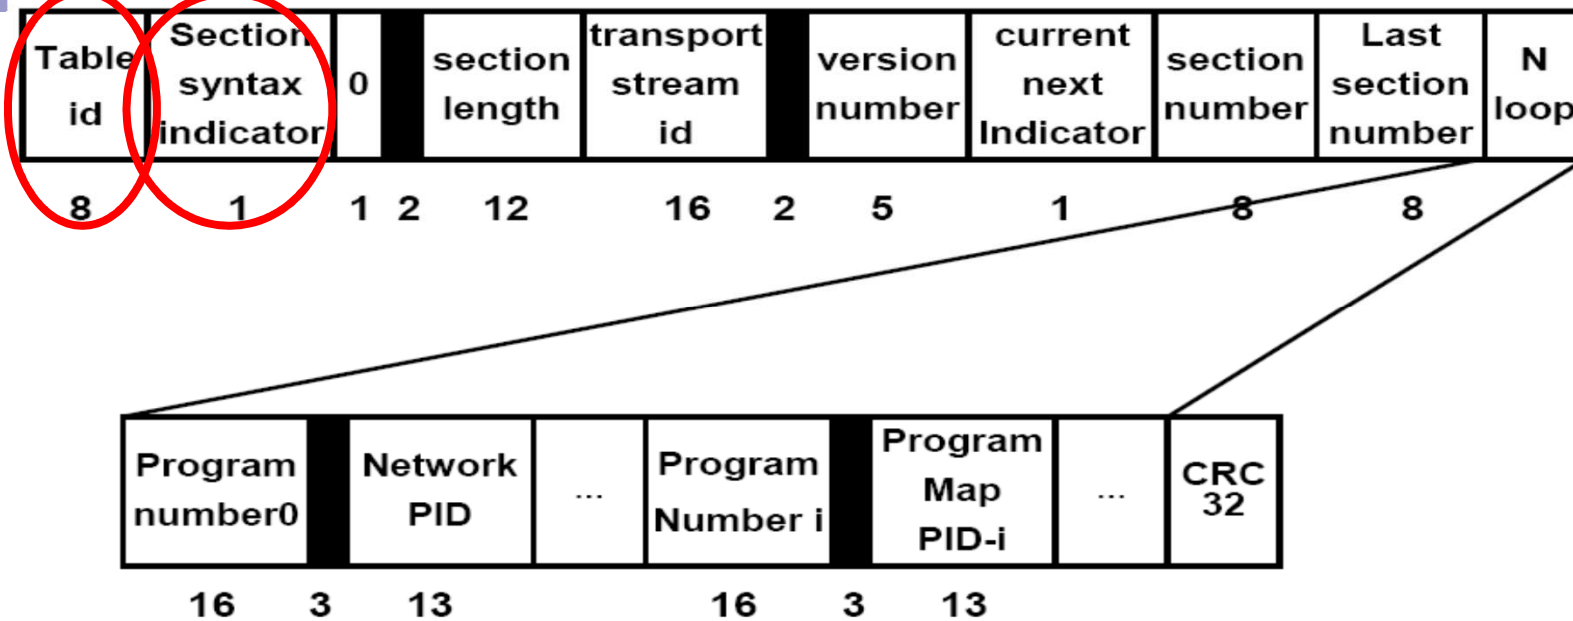 Table
id
Section
syntax
indicator
0
section
length
transport
stream
id
version
number
current
next
Indicator
section
number
Last
section
number
N
loop
8
1
1
2
12
16
2
5
1
8
8
Program
number0
Network
PID
...
Program
Number i
Program
Map
PID-i
...
CRC
32
16
3
13
16
3
13